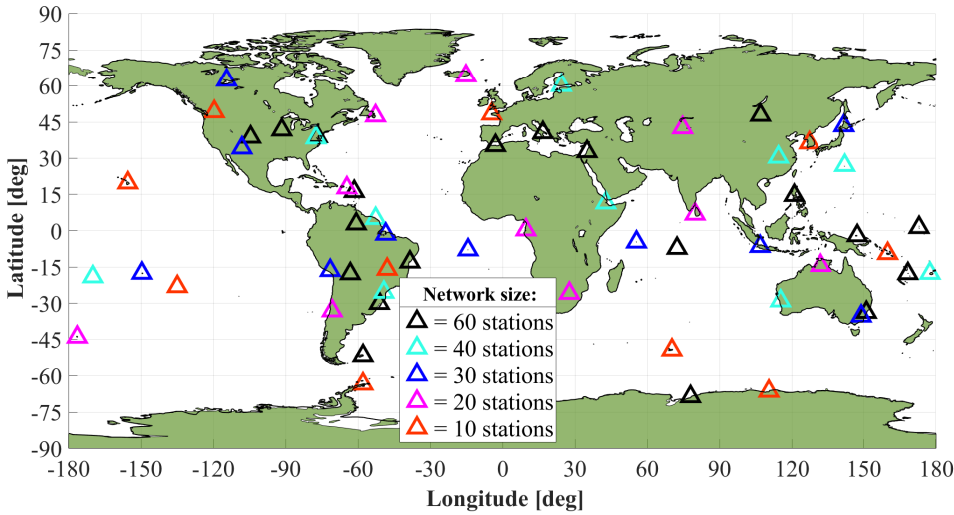 90
75
60
45
30
15
0
-15
-30
-45
-60
-75
-90
Latitude [deg]
Network size:
= 60 stations
= 40 stations
= 30 stations
= 20 stations
= 10 stations
-180 -150 -120 -90 -60 -30 0 30 60 90 120 150 180
Longitude [deg]